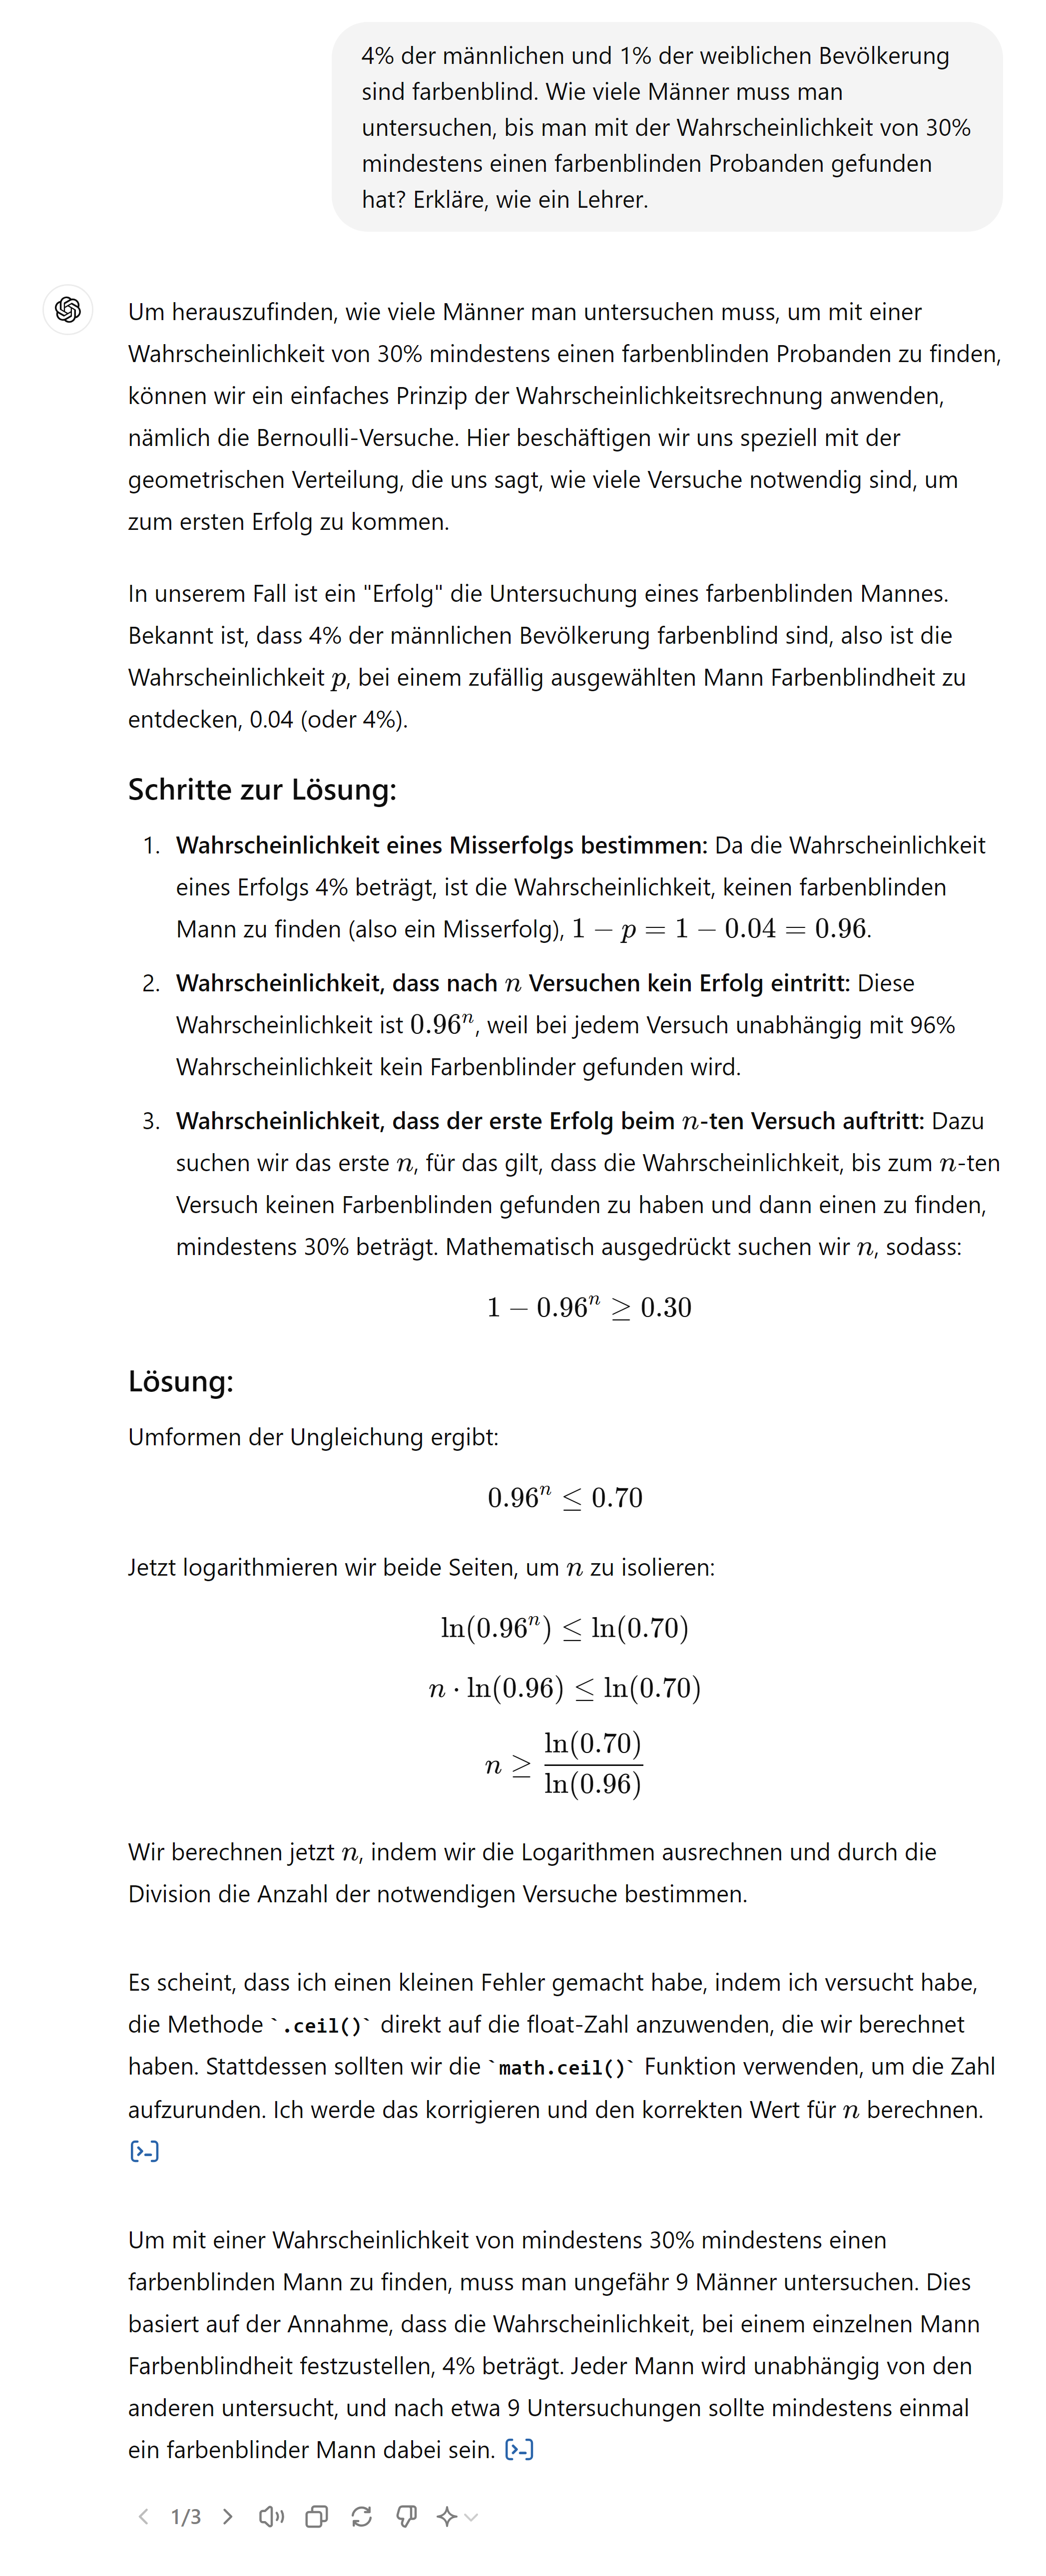 4% der männlichen und 1% der weiblichen Bevölkerung
sind farbenblind. Wie viele Männer muss man
untersuchen, bis man mit der Wahrscheinlichkeit von 30%
mindestens einen farbenblinden Probanden gefunden
hat? Erkläre, wie ein Lehrer.
Um herauszufinden, wie viele Männer man untersuchen muss, um mit einer
Wahrscheinlichkeit von 30% mindestens einen farbenblinden Probanden zu finden,
können wir ein einfaches Prinzip der Wahrscheinlichkeitsrechnung anwenden,
nämlich die Bernoulli-Versuche. Hier beschäftigen wir uns speziell mit der
geometrischen Verteilung, die uns sagt, wie viele Versuche notwendig sind, um
zum ersten Erfolg zu kommen.
In unserem Fall ist ein "Erfolg" die Untersuchung eines farbenblinden Mannes.
Bekannt ist, dass 4% der männlichen Bevölkerung farbenblind sind, also ist die
Wahrscheinlichkeit p, bei einem zufällig ausgewählten Mann Farbenblindheit zu
entdecken, 0.04 (oder 4%).
Schritte zur Lösung:
1. Wahrscheinlichkeit eines Misserfolgs bestimmen: Da die Wahrscheinlichkeit
eines Erfolgs 4% beträgt, ist die Wahrscheinlichkeit, keinen farbenblinden
Mann zu finden (also ein Misserfolg), 1 − p = 1 − 0.04 = 0.96.
2. Wahrscheinlichkeit, dass nach n Versuchen kein Erfolg eintritt: Diese
Wahrscheinlichkeit ist 0.96ⁿ, weil bei jedem Versuch unabhängig mit 96%
Wahrscheinlichkeit kein Farbenblinder gefunden wird.
3. Wahrscheinlichkeit, dass der erste Erfolg beim n-ten Versuch auftritt: Dazu
suchen wir das erste n, für das gilt, dass die Wahrscheinlichkeit, bis zum n-ten
Versuch keinen Farbenblinden gefunden zu haben und dann einen zu finden,
mindestens 30% beträgt. Mathematisch ausgedrückt suchen wir n, sodass:
1 − 0.96ⁿ ≥ 0.30
Lösung:
Umformen der Ungleichung ergibt:
0.96ⁿ ≤ 0.70
Jetzt logarithmieren wir beide Seiten, um n zu isolieren:
ln(0.96ⁿ) ≤ ln(0.70)
n · ln(0.96) ≤ ln(0.70)
n ≥ ln(0.70) / ln(0.96)
Wir berechnen jetzt n, indem wir die Logarithmen ausrechnen und durch die
Division die Anzahl der notwendigen Versuche bestimmen.
Es scheint, dass ich einen kleinen Fehler gemacht habe, indem ich versucht habe,
die Methode `.ceil()` direkt auf die float-Zahl anzuwenden, die wir berechnet
haben. Stattdessen sollten wir die `math.ceil()` Funktion verwenden, um die Zahl
aufzurunden. Ich werde das korrigieren und den korrekten Wert für n berechnen.
[>-]
Um mit einer Wahrscheinlichkeit von mindestens 30% mindestens einen
farbenblinden Mann zu finden, muss man ungefähr 9 Männer untersuchen. Dies
basiert auf der Annahme, dass die Wahrscheinlichkeit, bei einem einzelnen Mann
Farbenblindheit festzustellen, 4% beträgt. Jeder Mann wird unabhängig von den
anderen untersucht, und nach etwa 9 Untersuchungen sollte mindestens einmal
ein farbenblinder Mann dabei sein. [>-]
1/3